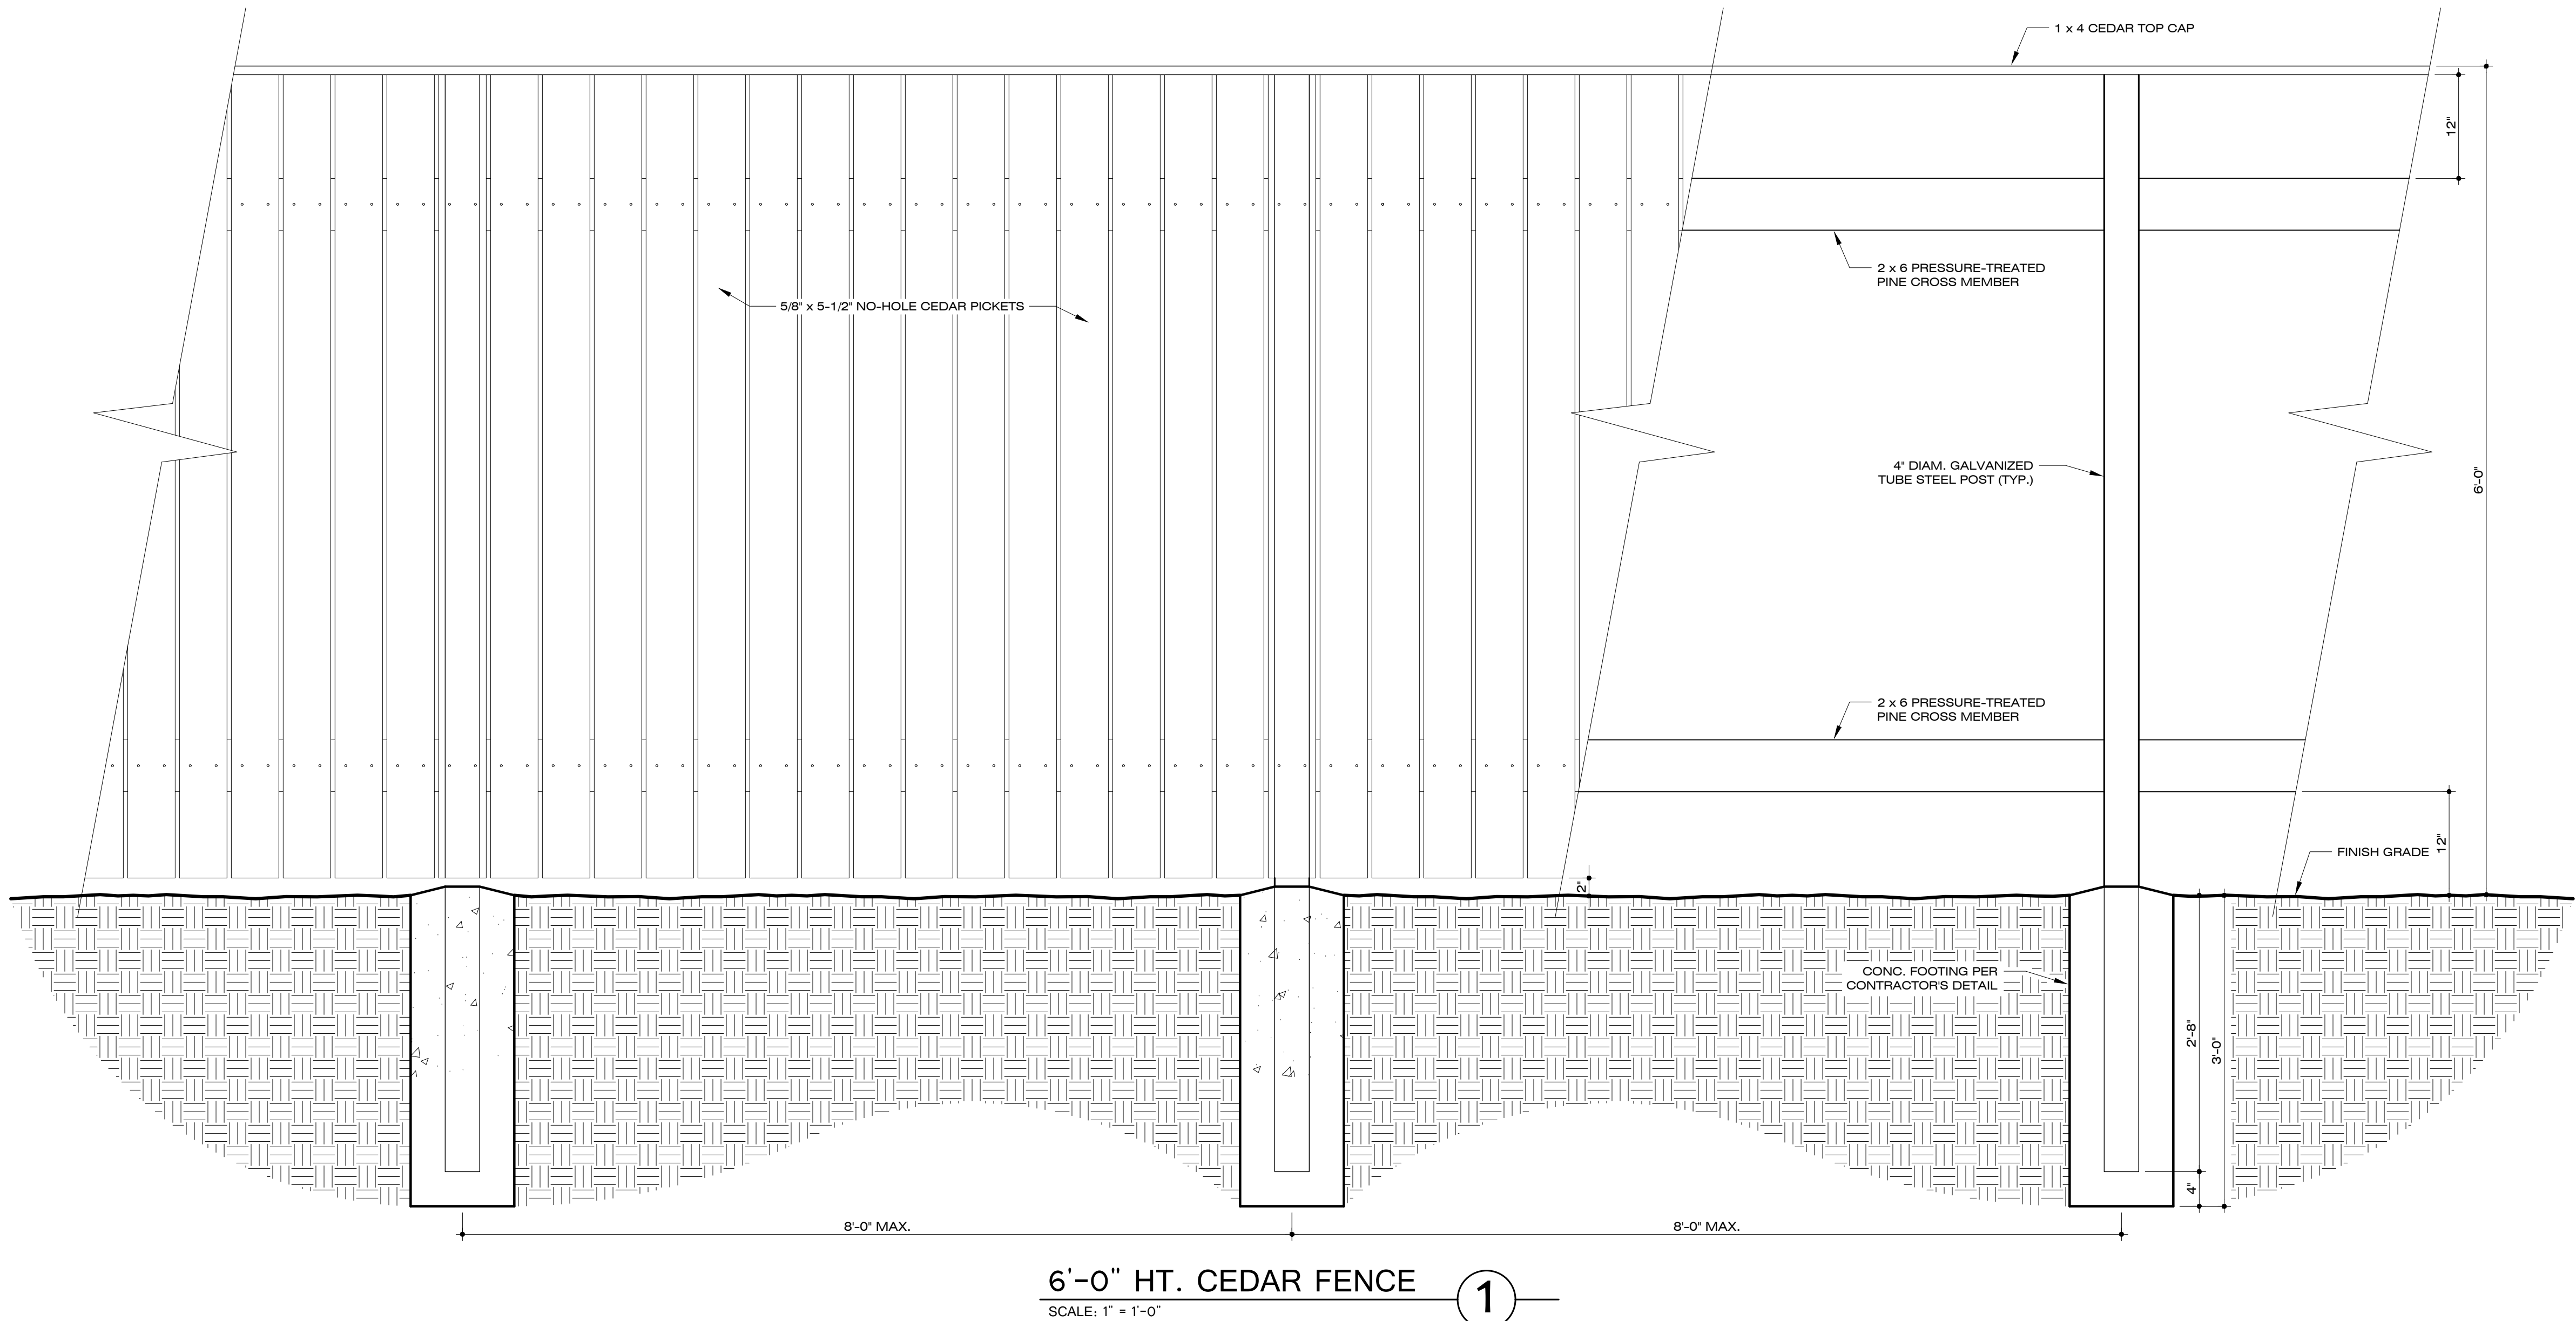 1 x 4 CEDAR TOP CAP
12"
2 x 6 PRESSURE-TREATED
PINE CROSS MEMBER
5/8" x 5-1/2" NO-HOLE CEDAR PICKETS
4" DIAM. GALVANIZED
TUBE STEEL POST (TYP.)
6'-0"
2 x 6 PRESSURE-TREATED
PINE CROSS MEMBER
12"
FINISH GRADE
2"
CONC. FOOTING PER
CONTRACTOR'S DETAIL
2'-8"
3'-0"
4"
8'-0" MAX.
8'-0" MAX.
6'-0" HT. CEDAR FENCE
1
SCALE: 1" = 1'-0"